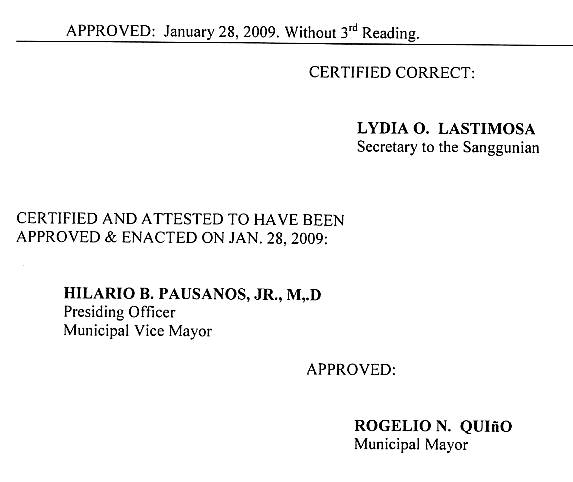 APPROVED: January 28, 2009. Without 3rd Reading.
CERTIFIED CORRECT:
LYDIA O. LASTIMOSA
Secretary to the Sanggunian
CERTIFIED AND ATTESTED TO HAVE BEEN
APPROVED & ENACTED ON JAN. 28, 2009:
HILARIO B. PAUSANOS, JR., M,.D
Presiding Officer
Municipal Vice Mayor
APPROVED:
ROGELIO N. QUIñO
Municipal Mayor